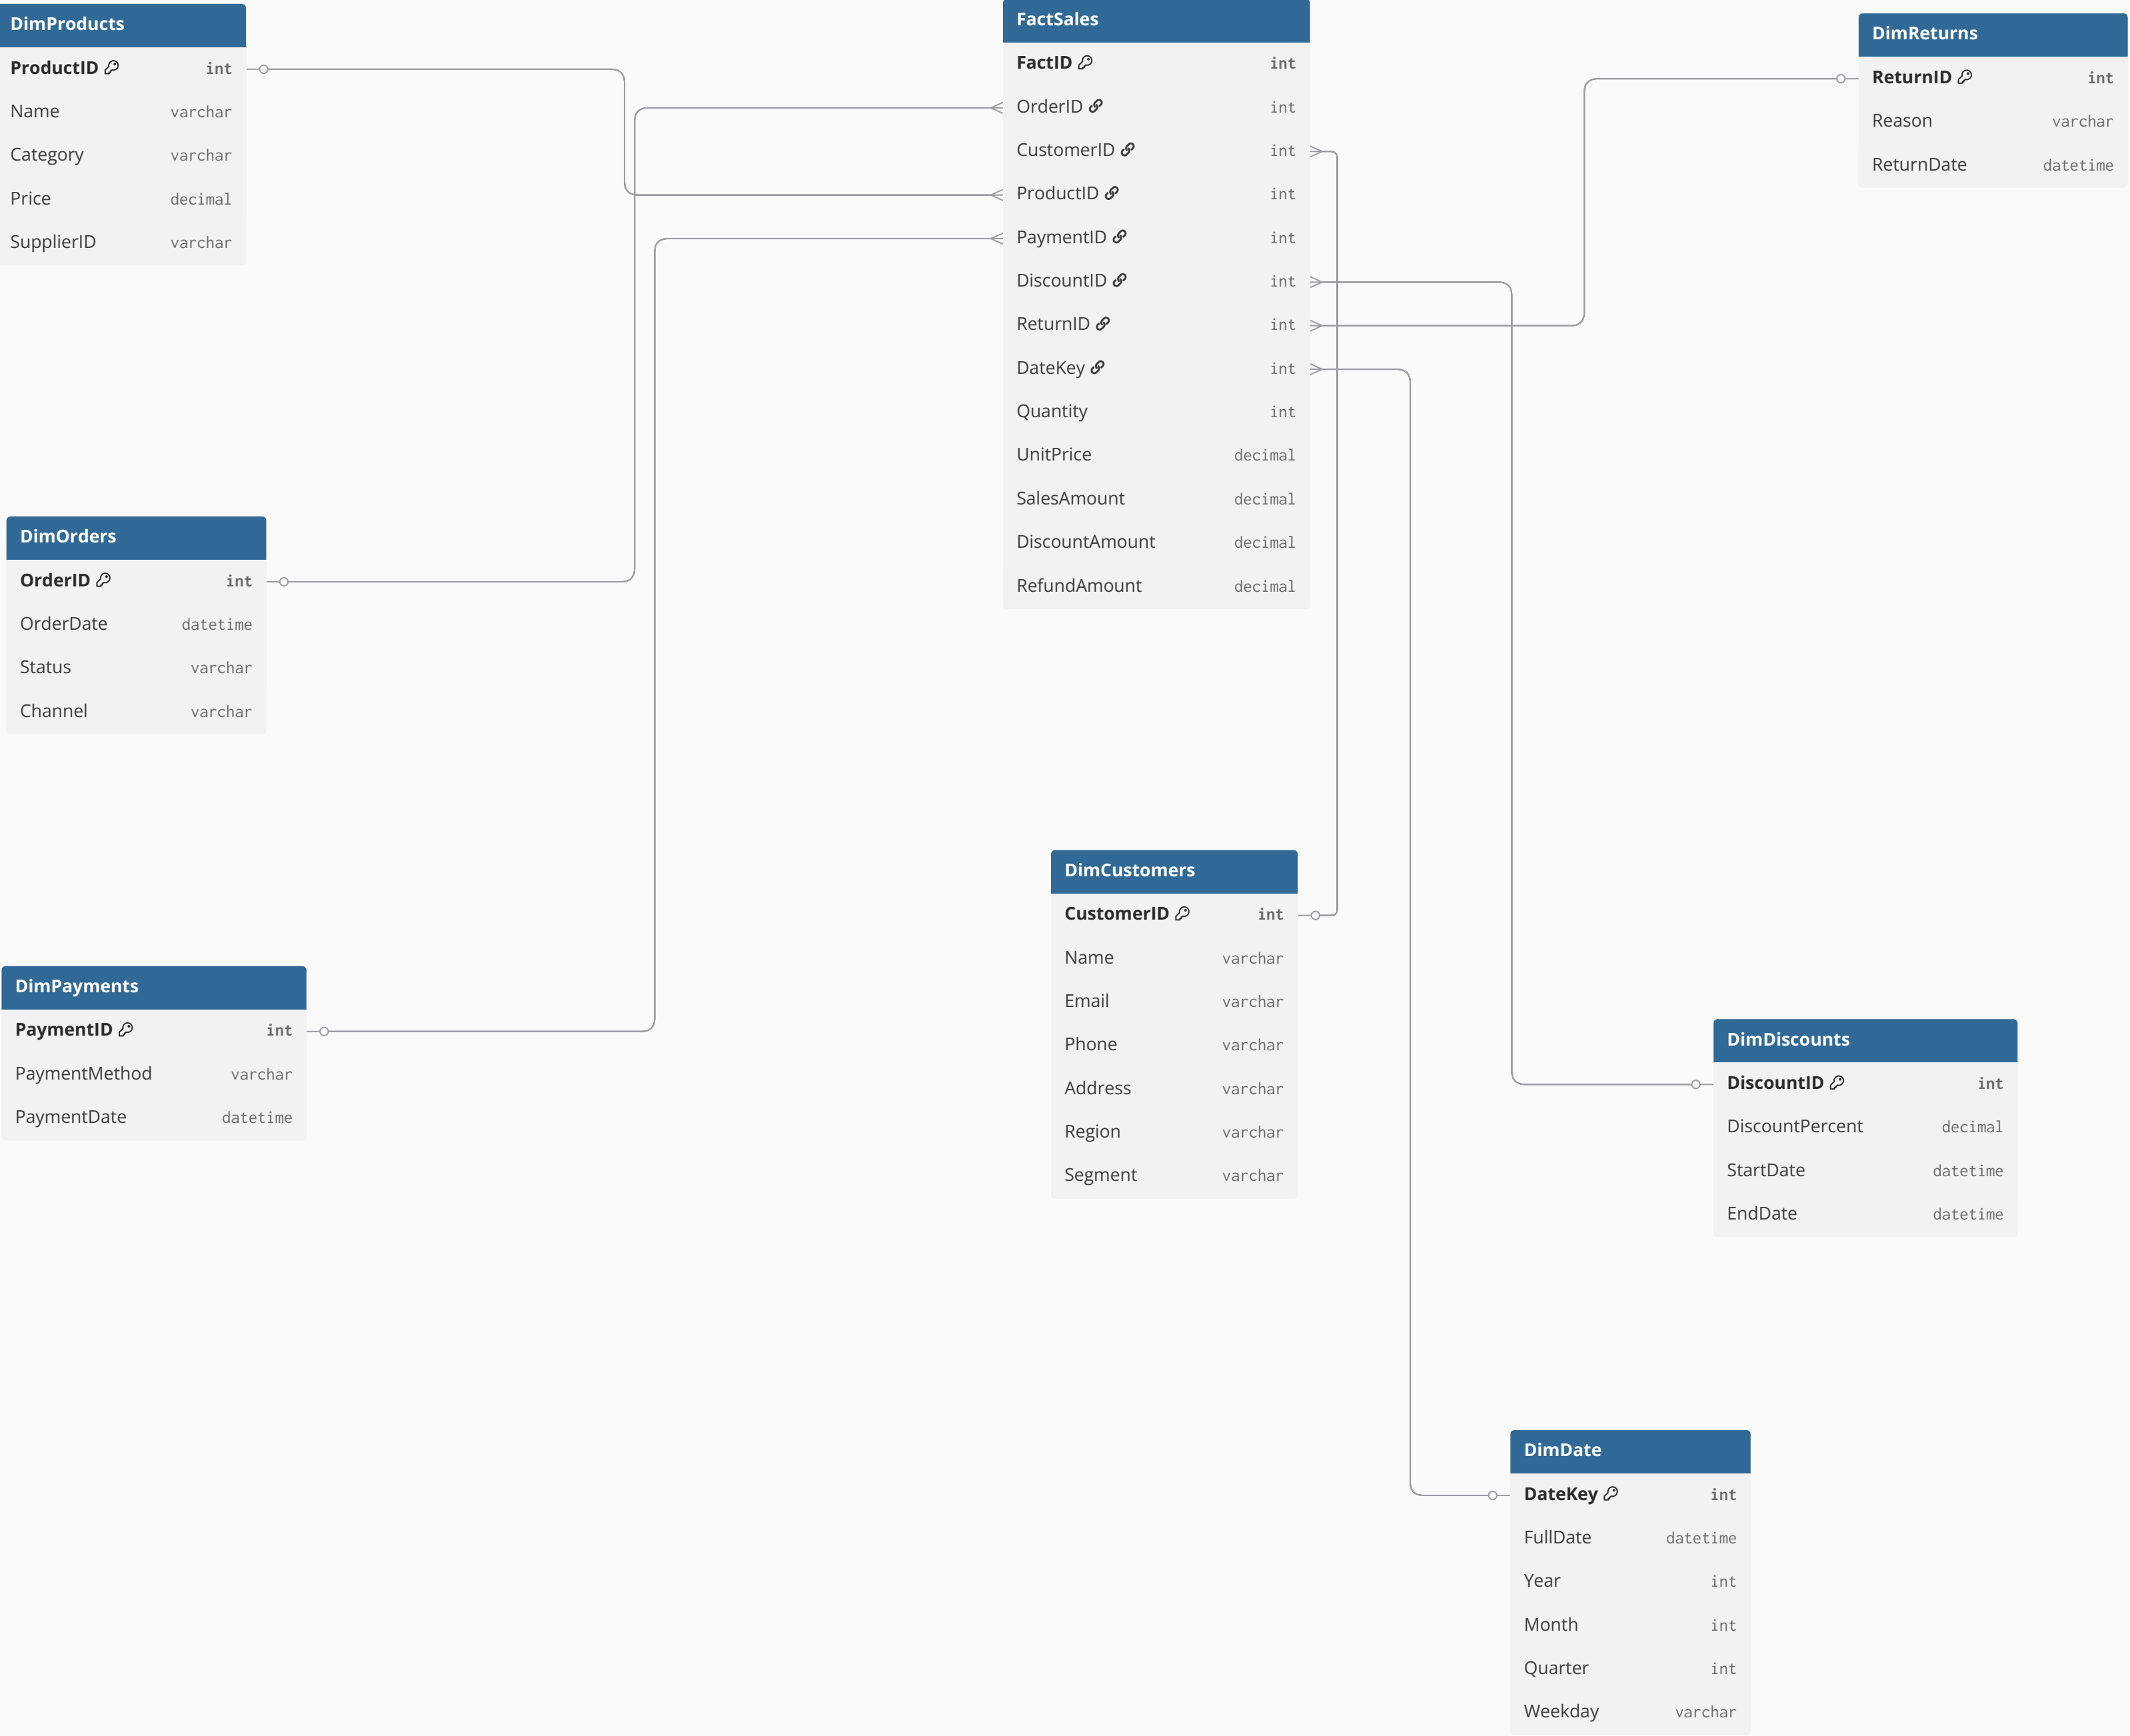 DimProducts
ProductID int
Name varchar
Category varchar
Price decimal
SupplierID varchar
FactSales
FactID int
OrderID int
CustomerID int
ProductID int
PaymentID int
DiscountID int
ReturnID int
DateKey int
Quantity int
UnitPrice decimal
SalesAmount decimal
DiscountAmount decimal
RefundAmount decimal
DimReturns
ReturnID int
Reason varchar
ReturnDate datetime
DimOrders
OrderID int
OrderDate datetime
Status varchar
Channel varchar
DimCustomers
CustomerID int
Name varchar
Email varchar
Phone varchar
Address varchar
Region varchar
Segment varchar
DimPayments
PaymentID int
PaymentMethod varchar
PaymentDate datetime
DimDiscounts
DiscountID int
DiscountPercent decimal
StartDate datetime
EndDate datetime
DimDate
DateKey int
FullDate datetime
Year int
Month int
Quarter int
Weekday varchar